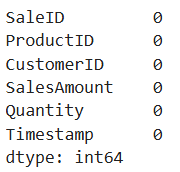 SaleID 0
ProductID 0
CustomerID 0
SalesAmount 0
Quantity 0
Timestamp 0
dtype: int64